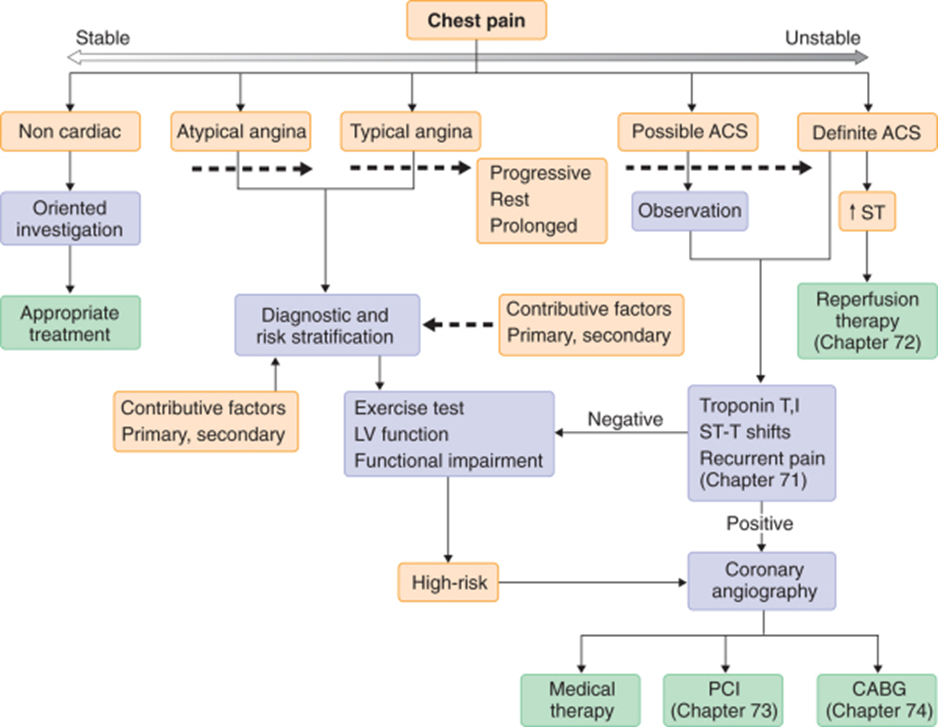 Chest pain
Stable
Unstable
Non cardiac
Atypical angina
Typical angina
Possible ACS
Definite ACS
Progressive
Rest
Prolonged
Oriented
investigation
Observation
↑ ST
Appropriate
treatment
Diagnostic and
risk stratification
Contributive factors
Primary, secondary
Reperfusion
therapy
(Chapter 72)
Contributive factors
Primary, secondary
Exercise test
LV function
Functional impairment
Negative
Troponin T,I
ST-T shifts
Recurrent pain
(Chapter 71)
Positive
High-risk
Coronary
angiography
Medical
therapy
PCI
(Chapter 73)
CABG
(Chapter 74)